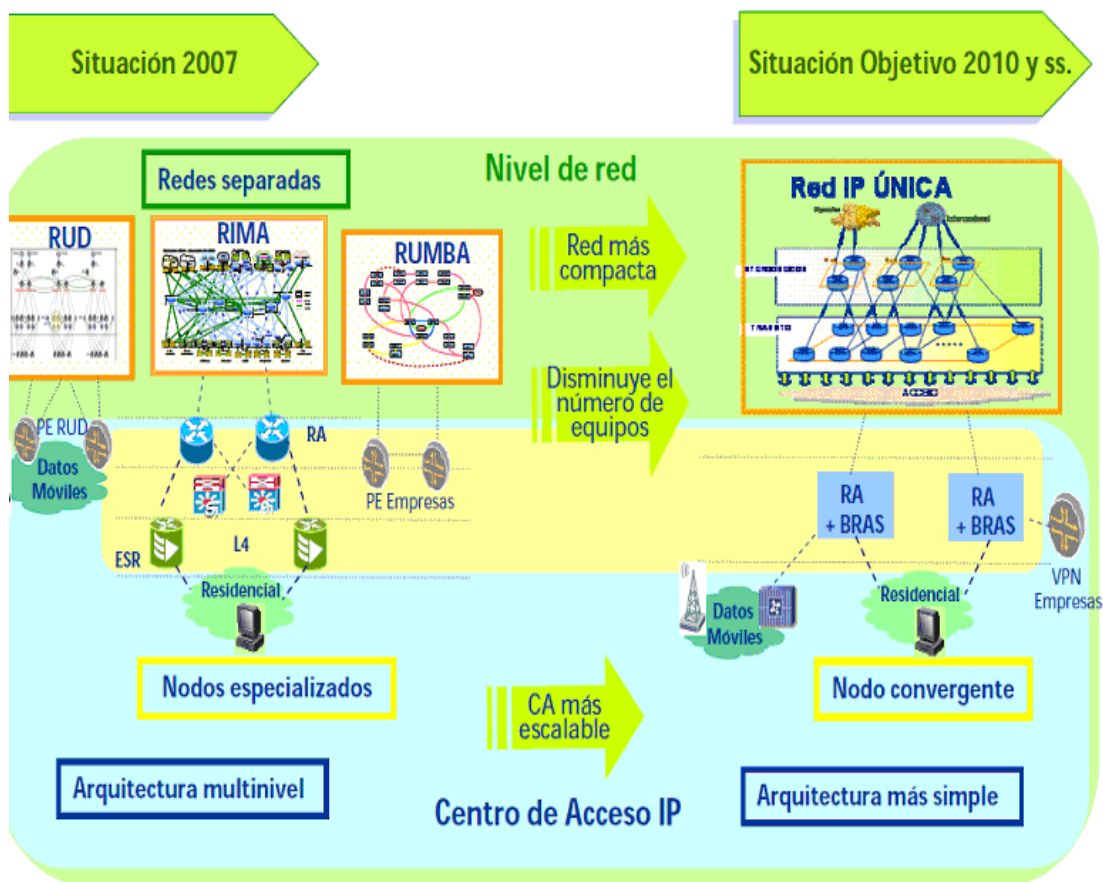 Situación 2007
Situación Objetivo 2010 y ss.
Redes separadas
Nivel de red
RUD
RIMA
RUMBA
Red más
compacta
Disminuye el
número de
equipos
Red IP ÚNICA
Internacional
TRANSITO
ACCESO
PE RUD
Datos
Móviles
RA
PE Empresas
ESR
L4
Residencial
RA
+ BRAS
RA
+ BRAS
VPN
Empresas
Datos
Móviles
Residencial
Nodos especializados
CA más
escalable
Nodo convergente
Arquitectura multinivel
Centro de Acceso IP
Arquitectura más simple